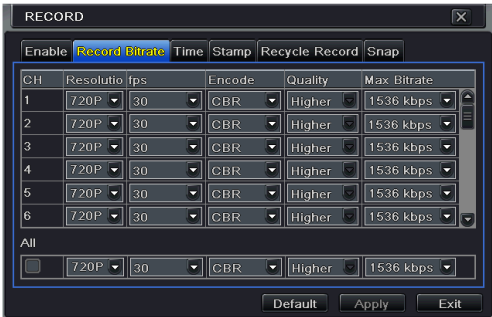 RECORD
Enable Record Bitrate Time Stamp Recycle Record Snap
CH Resolutio fps Encode Quality Max Bitrate
1 720P 30 CBR Higher 1536 kbps
2 720P 30 CBR Higher 1536 kbps
3 720P 30 CBR Higher 1536 kbps
4 720P 30 CBR Higher 1536 kbps
5 720P 30 CBR Higher 1536 kbps
6 720P 30 CBR Higher 1536 kbps
All
720P 30 CBR Higher 1536 kbps
Default Apply Exit